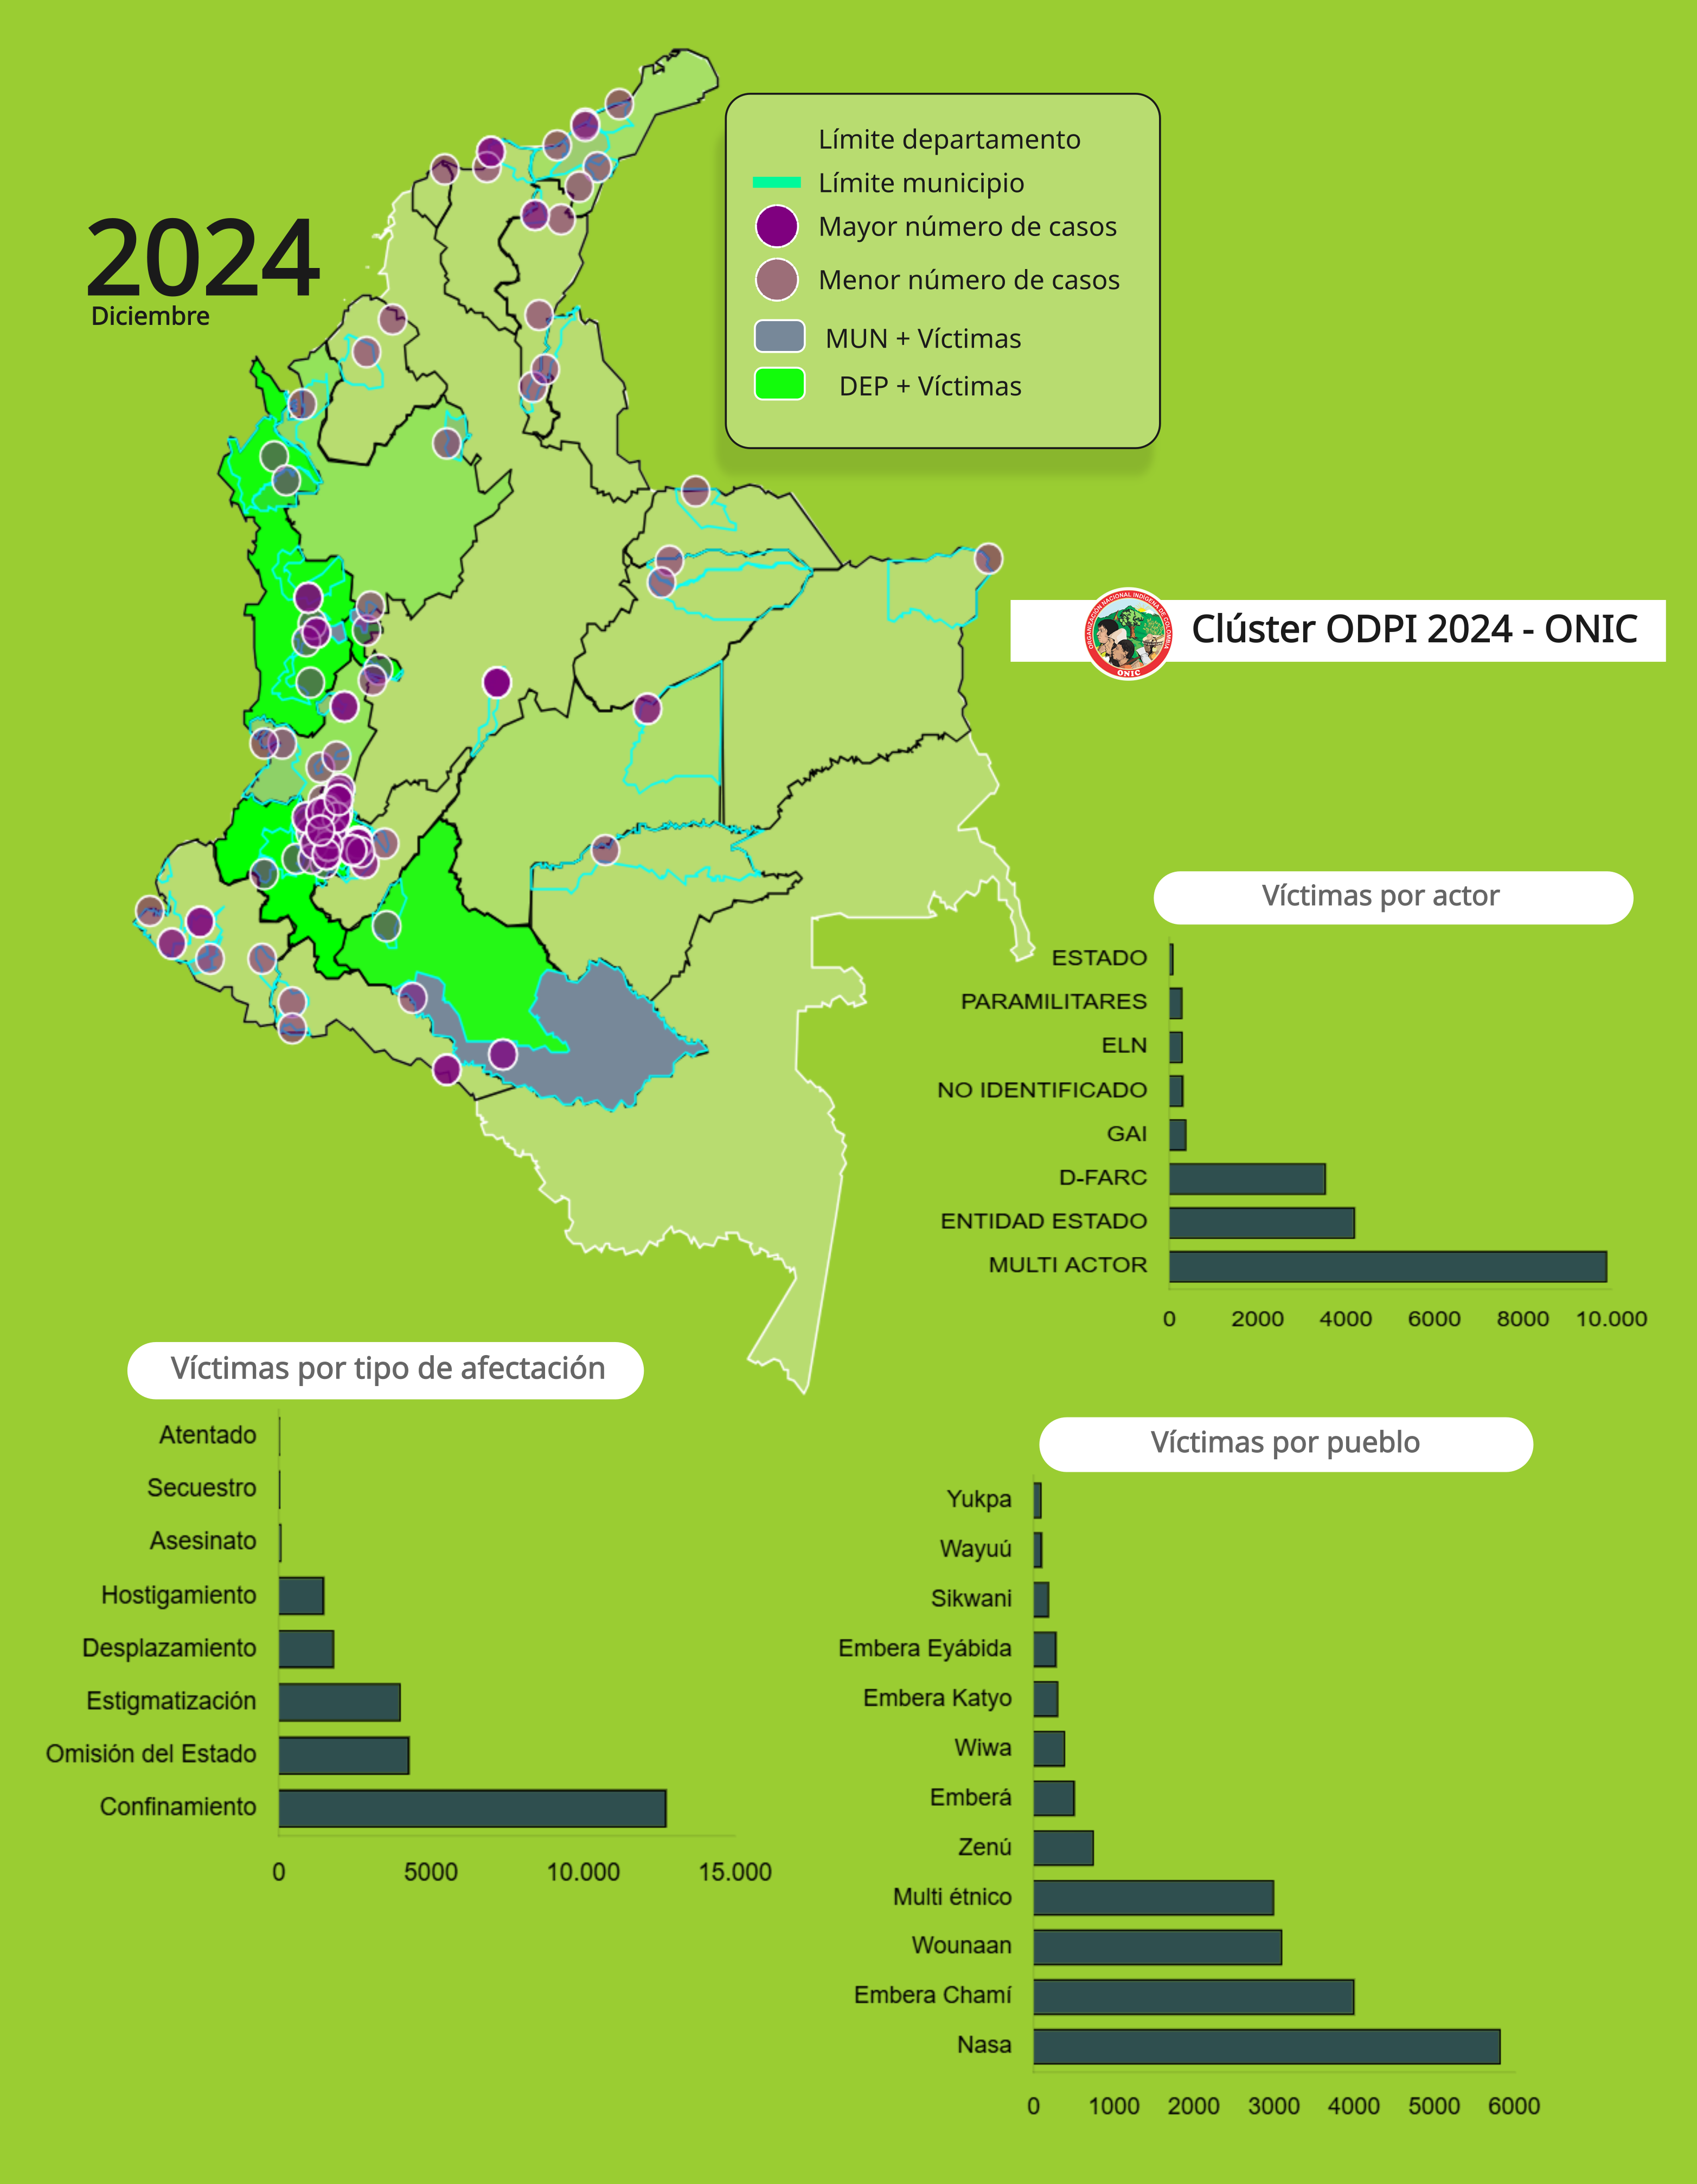 2024
Diciembre
Límite departamento
Límite municipio
Mayor número de casos
Menor número de casos
MUN + Víctimas
DEP + Víctimas
ORGANIZACIÓN NACIONAL INDÍGENA DE COLOMBIA
ONIC
Clúster ODPI 2024 - ONIC
Víctimas por actor
ESTADO
PARAMILITARES
ELN
NO IDENTIFICADO
GAI
D-FARC
ENTIDAD ESTADO
MULTI ACTOR
0 2000 4000 6000 8000 10.000
Víctimas por tipo de afectación
Atentado
Secuestro
Asesinato
Hostigamiento
Desplazamiento
Estigmatización
Omisión del Estado
Confinamiento
0 5000 10.000 15.000
Víctimas por pueblo
Yukpa
Wayuú
Sikwani
Embera Eyábida
Embera Katyo
Wiwa
Emberá
Zenú
Multi étnico
Wounaan
Embera Chamí
Nasa
0 1000 2000 3000 4000 5000 6000